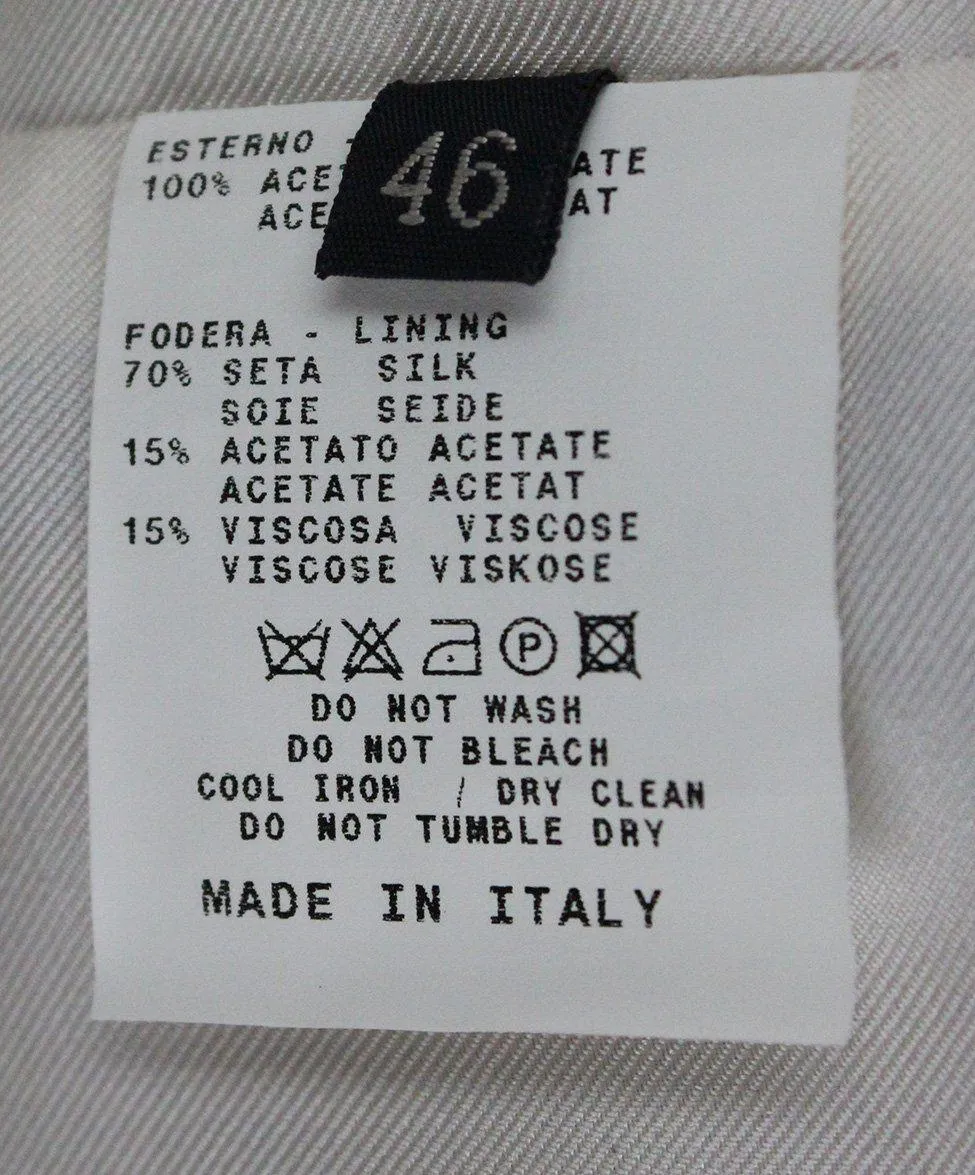 46
ESTERNO
100% ACE ATE
ACE AT
FODERA - LINING
70% SETA SILK
SOIE SEIDE
15% ACETATO ACETATE
ACETATE ACETAT
15% VISCOSA VISCOSE
VISCOSE VISKOSE
P
DO NOT WASH
DO NOT BLEACH
COOL IRON / DRY CLEAN
DO NOT TUMBLE DRY
MADE IN ITALY